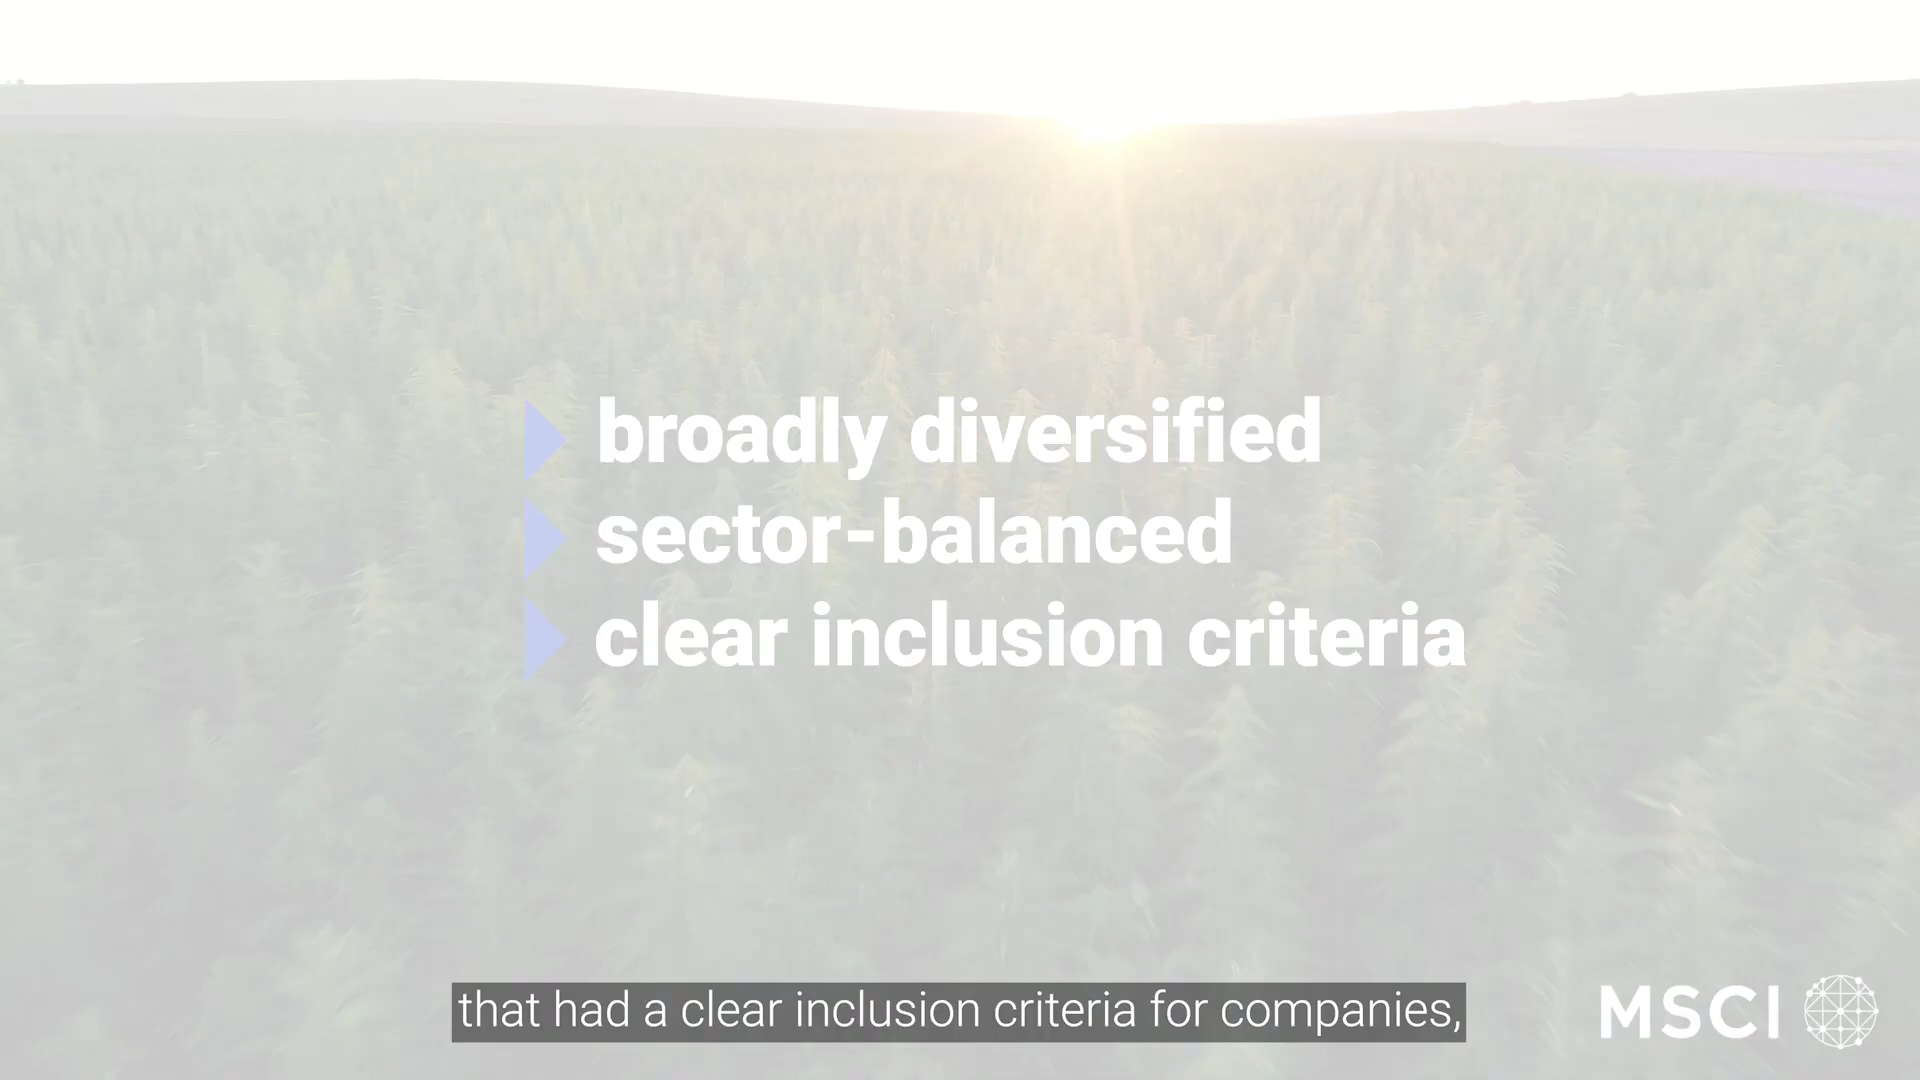 broadly diversified
sector-balanced
clear inclusion criteria
that had a clear inclusion criteria for companies,
MSCI